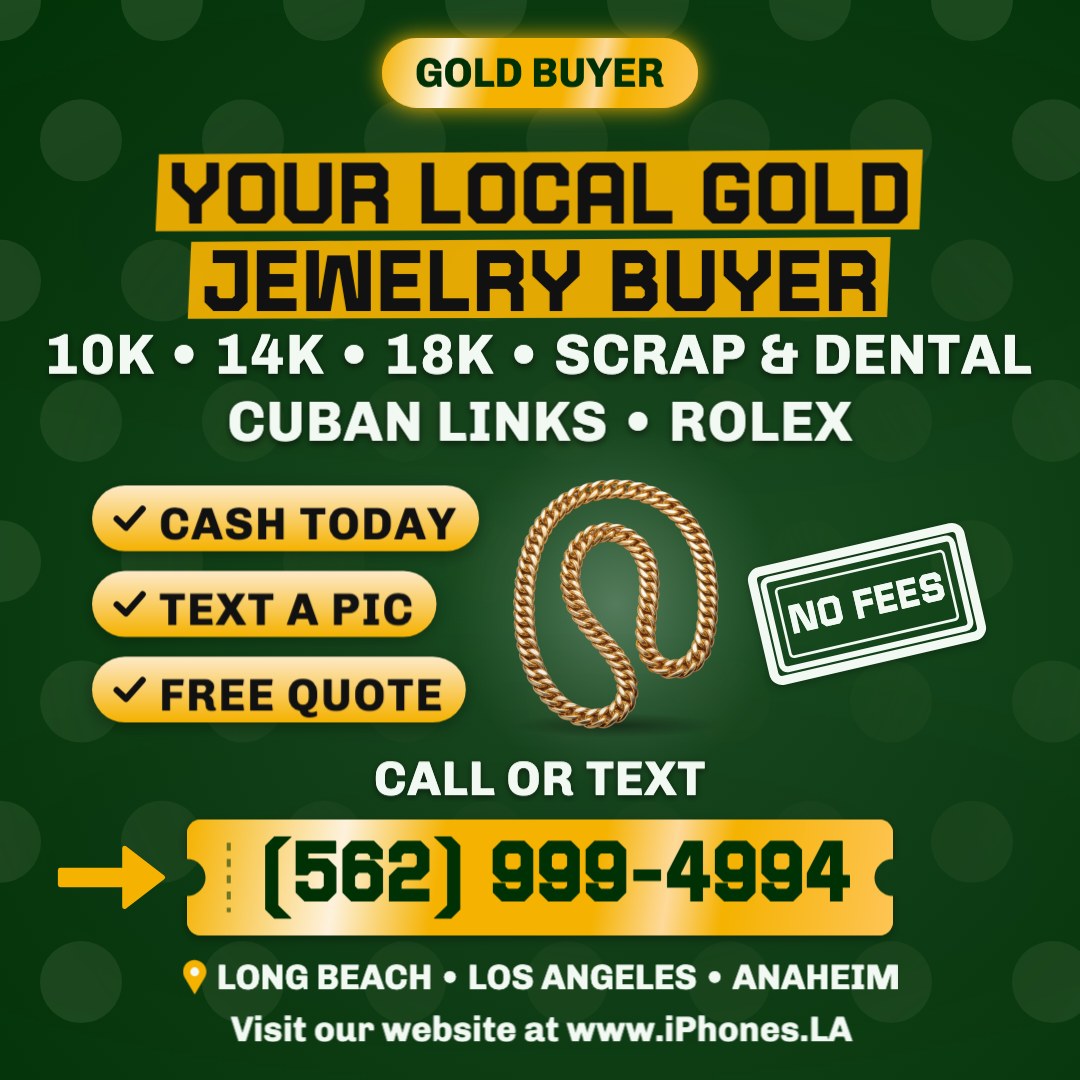 GOLD BUYER
YOUR LOCAL GOLD
JEWELRY BUYER
10K • 14K • 18K • SCRAP & DENTAL
CUBAN LINKS • ROLEX
✓ CASH TODAY
✓ TEXT A PIC
✓ FREE QUOTE
NO FEES
CALL OR TEXT
(562) 999-4994
LONG BEACH • LOS ANGELES • ANAHEIM
Visit our website at www.iPhones.LA